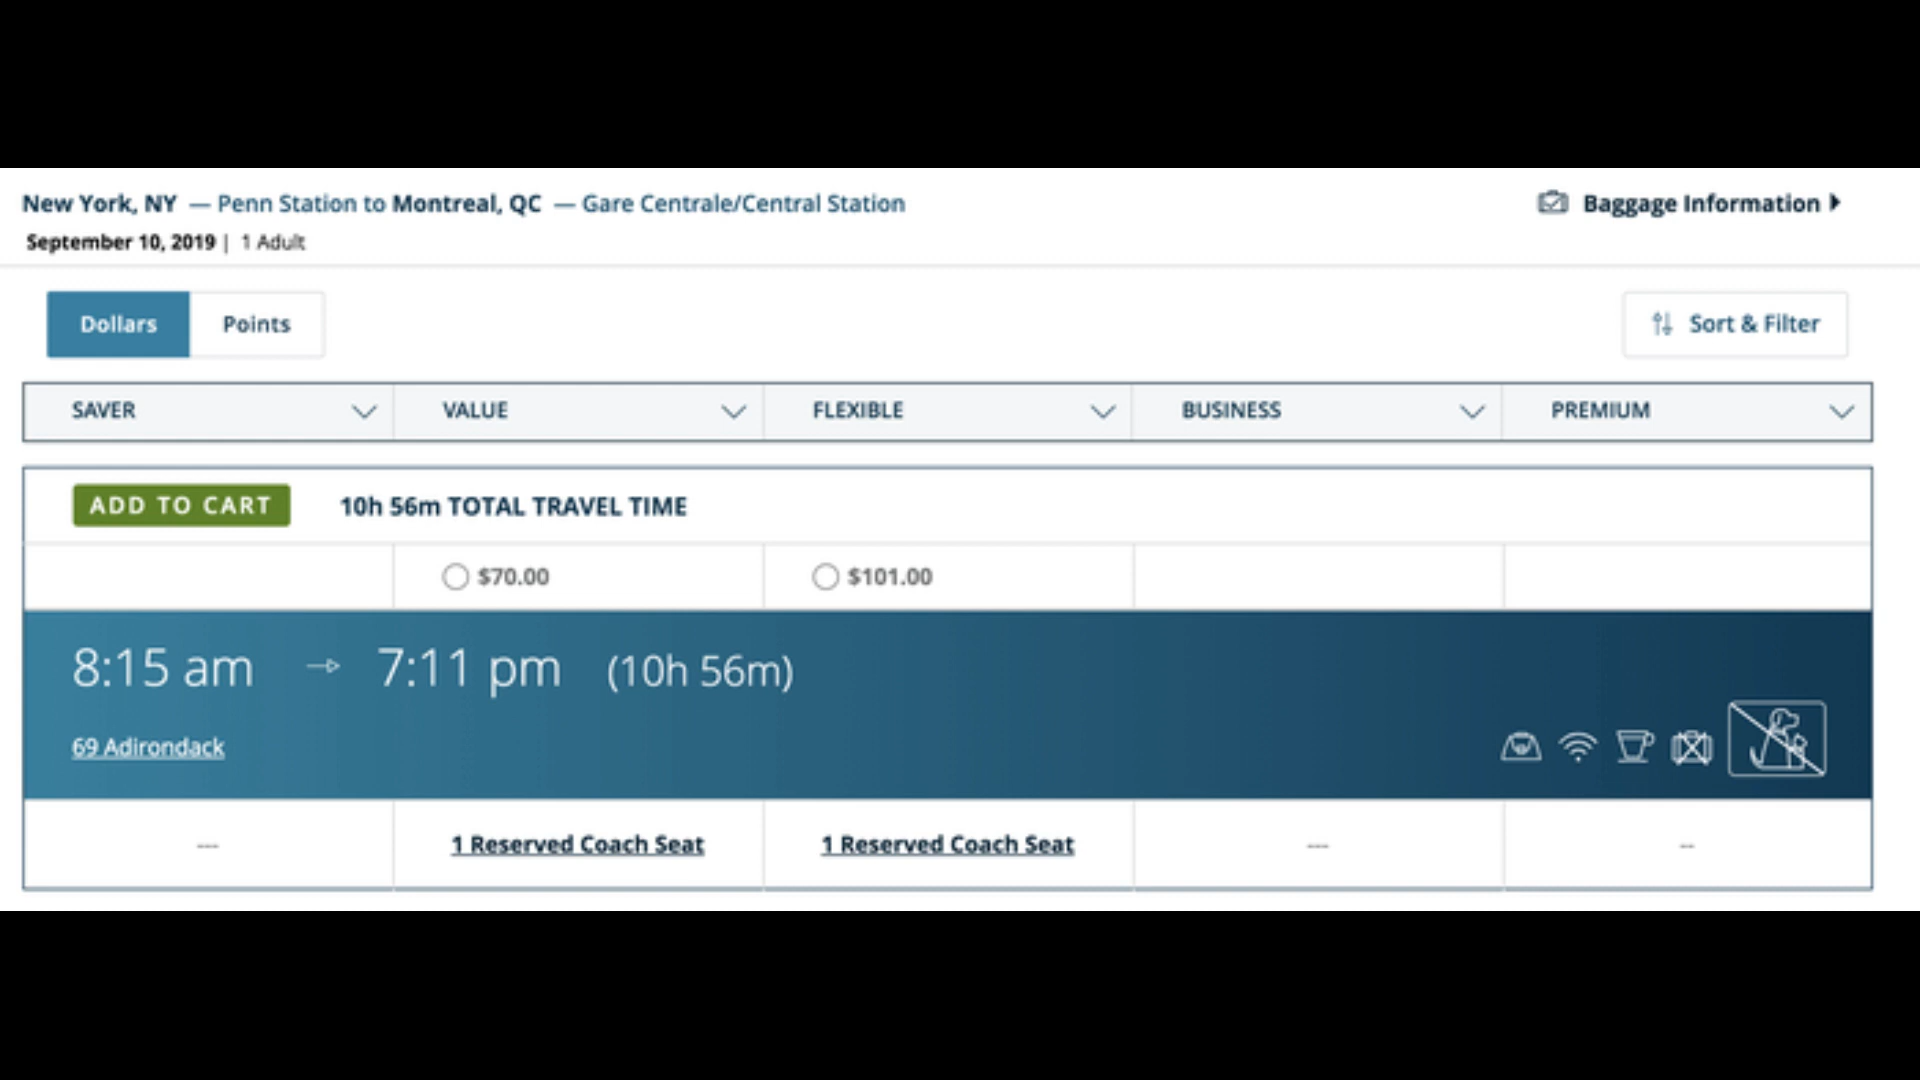 New York, NY — Penn Station to Montreal, QC — Gare Centrale/Central Station
Baggage Information
September 10, 2019 | 1 Adult
Dollars
Points
Sort & Filter
SAVER
VALUE
FLEXIBLE
BUSINESS
PREMIUM
ADD TO CART
10h 56m TOTAL TRAVEL TIME
$70.00
$101.00
8:15 am → 7:11 pm (10h 56m)
69 Adirondack
---
1 Reserved Coach Seat
1 Reserved Coach Seat
---
--